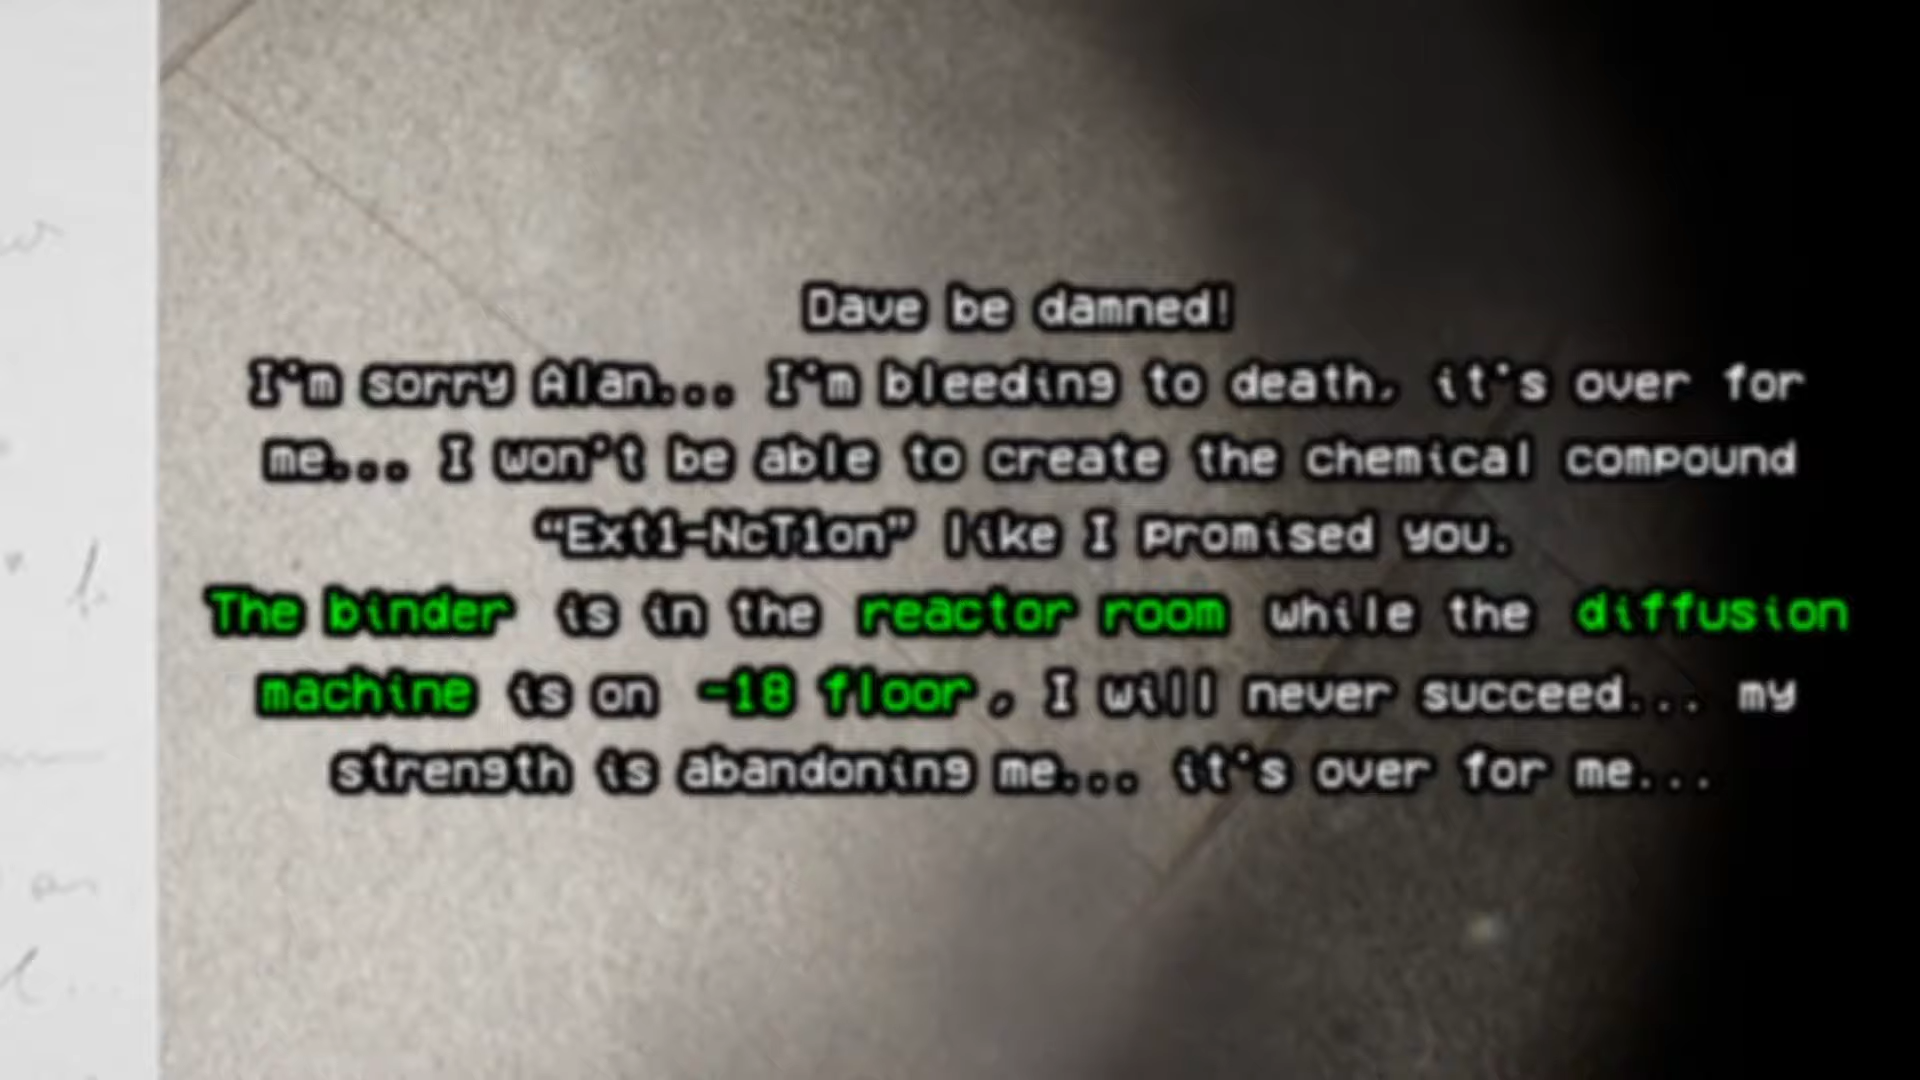 Dave be damned!
I'm sorry Alan... I'm bleeding to death, it's over for
me... I won't be able to create the chemical compound
“Ext1-NcT1on” like I promised you.
The binder is in the reactor room while the diffusion
machine is on -18 floor, I will never succeed... my
strength is abandoning me... it's over for me...